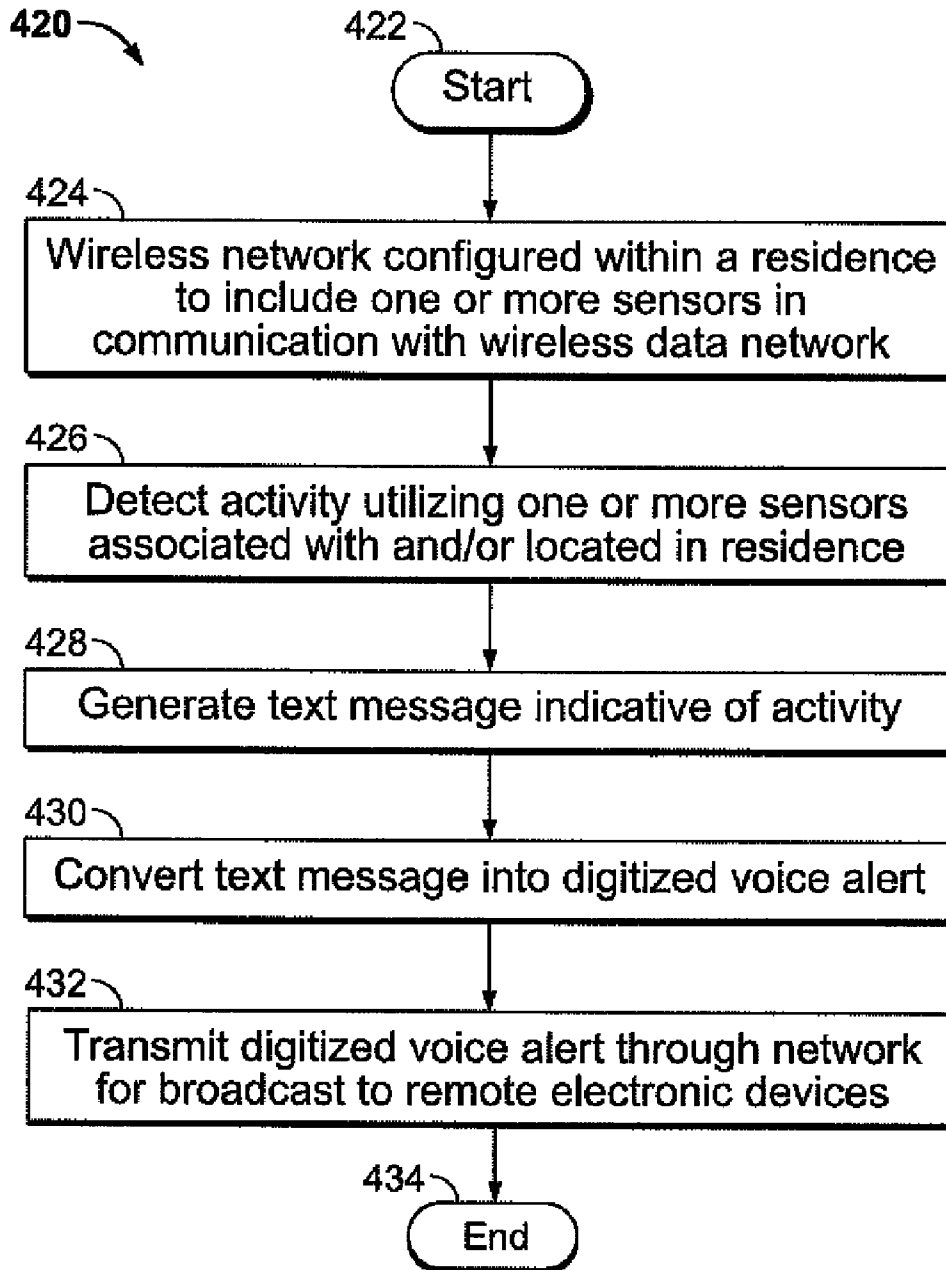 420
422
Start
424
Wireless network configured within a residence
to include one or more sensors in
communication with wireless data network
426
Detect activity utilizing one or more sensors
associated with and/or located in residence
428
Generate text message indicative of activity
430
Convert text message into digitized voice alert
432
Transmit digitized voice alert through network
for broadcast to remote electronic devices
434
End